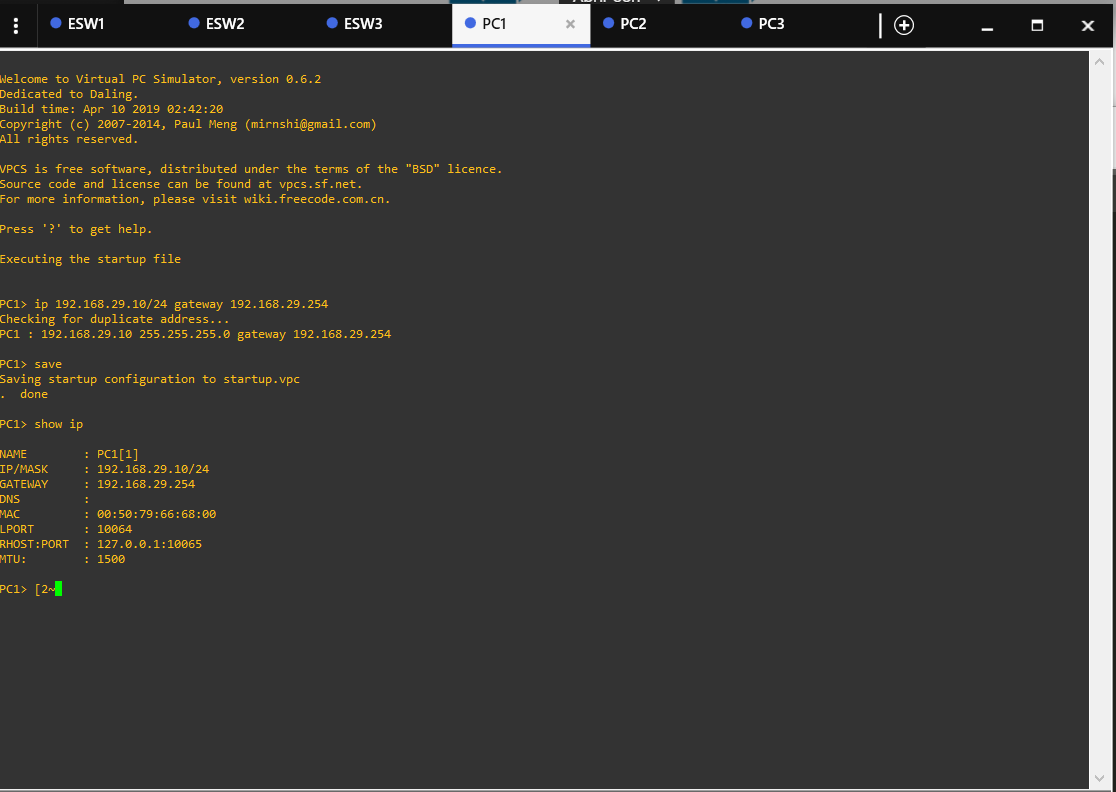 ESW1
ESW2
ESW3
PC1
PC2
PC3
Welcome to Virtual PC Simulator, version 0.6.2
Dedicated to Daling.
Build time: Apr 10 2019 02:42:20
Copyright (c) 2007-2014, Paul Meng (mirnshi@gmail.com)
All rights reserved.
VPCS is free software, distributed under the terms of the "BSD" licence.
Source code and license can be found at vpcs.sf.net.
For more information, please visit wiki.freecode.com.cn.
Press '?' to get help.
Executing the startup file
PC1> ip 192.168.29.10/24 gateway 192.168.29.254
Checking for duplicate address...
PC1 : 192.168.29.10 255.255.255.0 gateway 192.168.29.254
PC1> save
Saving startup configuration to startup.vpc
.  done
PC1> show ip
NAME        : PC1[1]
IP/MASK     : 192.168.29.10/24
GATEWAY     : 192.168.29.254
DNS         :
MAC         : 00:50:79:66:68:00
LPORT       : 10064
RHOST:PORT  : 127.0.0.1:10065
MTU:        : 1500
PC1> [2~